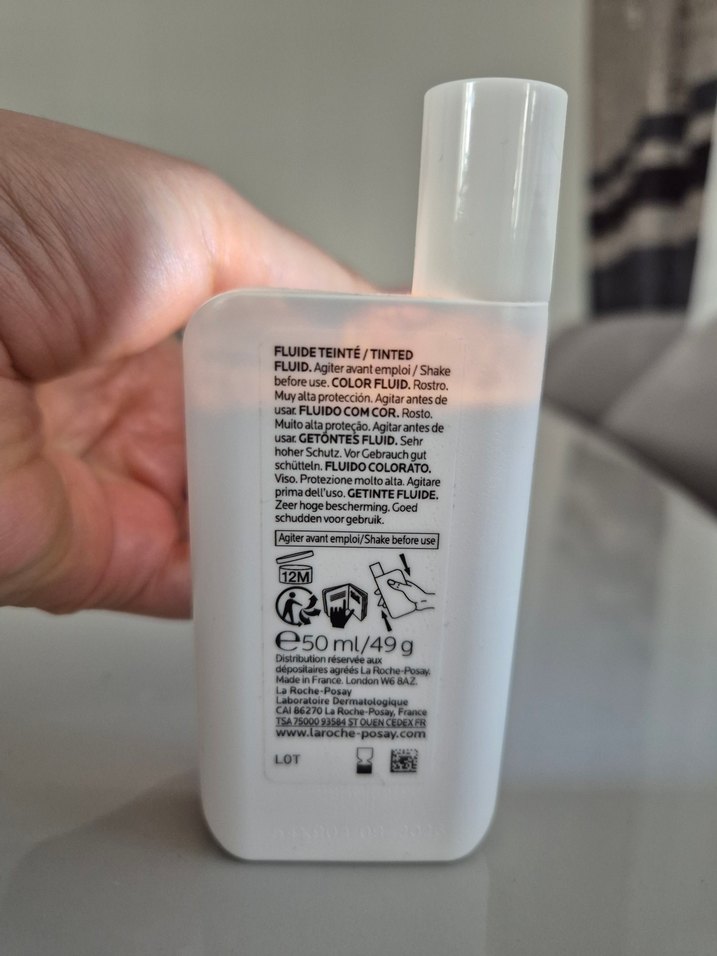 FLUIDE TEINTÉ / TINTED
FLUID. Agiter avant emploi / Shake
before use. COLOR FLUID. Rostro.
Muy alta protección. Agitar antes de
usar. FLUIDO COM COR. Rosto.
Muito alta proteção. Agitar antes de
usar. GETÖNTES FLUID. Sehr
hoher Schutz. Vor Gebrauch gut
schütteln. FLUIDO COLORATO.
Viso. Protezione molto alta. Agitare
prima dell'uso. GETINTE FLUIDE.
Zeer hoge bescherming. Goed
schudden voor gebruik.
Agiter avant emploi/Shake before use
12M
e50 ml/49 g
Distribution réservée aux
dépositaires agréés La Roche-Posay.
Made in France. London W6 8AZ.
La Roche-Posay
Laboratoire Dermatologique
CAI 86270 La Roche-Posay, France
TSA 75000 93584 ST OUEN CEDEX FR
www.laroche-posay.com
LOT